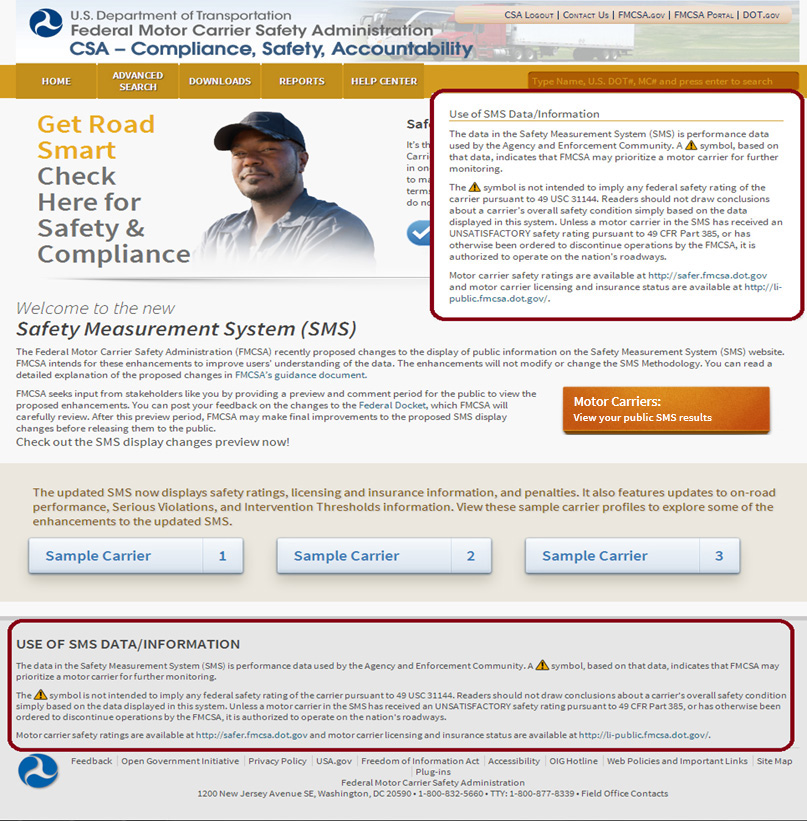 U.S. Department of Transportation
Federal Motor Carrier Safety Administration
CSA – Compliance, Safety, Accountability
CSA Logout | Contact Us | FMCSA.gov | FMCSA Portal | DOT.gov
HOME
ADVANCED
SEARCH
DOWNLOADS
REPORTS
HELP CENTER
Type Name, U.S. DOT#, MC# and press enter to search
Get Road
Smart
Check
Here for
Safety &
Compliance
It's th
in on
to ma
term
do no
Use of SMS Data/Information
The data in the Safety Measurement System (SMS) is performance data
used by the Agency and Enforcement Community. A symbol, based on
that data, indicates that FMCSA may prioritize a motor carrier for further
monitoring.
The symbol is not intended to imply any federal safety rating of the
carrier pursuant to 49 USC 31144. Readers should not draw conclusions
about a carrier's overall safety condition simply based on the data
displayed in this system. Unless a motor carrier in the SMS has received an
UNSATISFACTORY safety rating pursuant to 49 CFR Part 385, or has
otherwise been ordered to discontinue operations by the FMCSA, it is
authorized to operate on the nation's roadways.
Motor carrier safety ratings are available at http://safer.fmcsa.dot.gov
and motor carrier licensing and insurance status are available at http://li-
public.fmcsa.dot.gov/.
Welcome to the new
Safety Measurement System (SMS)
The Federal Motor Carrier Safety Administration (FMCSA) recently proposed changes to the display of public information on the Safety Measurement System (SMS) website.
FMCSA intends for these enhancements to improve users' understanding of the data. The enhancements will not modify or change the SMS Methodology. You can read a
detailed explanation of the proposed changes in FMCSA's guidance document.
FMCSA seeks input from stakeholders like you by providing a preview and comment period for the public to view the
proposed enhancements. You can post your feedback on the changes to the Federal Docket, which FMCSA will
carefully review. After this preview period, FMCSA may make final improvements to the proposed SMS display
changes before releasing them to the public.
Check out the SMS display changes preview now!
Motor Carriers:
View your public SMS results
The updated SMS now displays safety ratings, licensing and insurance information, and penalties. It also features updates to on-road
performance, Serious Violations, and Intervention Thresholds information. View these sample carrier profiles to explore some of the
enhancements to the updated SMS.
Sample Carrier 1
Sample Carrier 2
Sample Carrier 3
USE OF SMS DATA/INFORMATION
The data in the Safety Measurement System (SMS) is performance data used by the Agency and Enforcement Community. A symbol, based on that data, indicates that FMCSA may
prioritize a motor carrier for further monitoring.
The symbol is not intended to imply any federal safety rating of the carrier pursuant to 49 USC 31144. Readers should not draw conclusions about a carrier's overall safety condition
simply based on the data displayed in this system. Unless a motor carrier in the SMS has received an UNSATISFACTORY safety rating pursuant to 49 CFR Part 385, or has otherwise been
ordered to discontinue operations by the FMCSA, it is authorized to operate on the nation's roadways.
Motor carrier safety ratings are available at http://safer.fmcsa.dot.gov and motor carrier licensing and insurance status are available at http://li-public.fmcsa.dot.gov/.
Feedback | Open Government Initiative | Privacy Policy | USA.gov | Freedom of Information Act | Accessibility | OIG Hotline | Web Policies and Important Links | Site Map
| Plug-ins
Federal Motor Carrier Safety Administration
1200 New Jersey Avenue SE, Washington, DC 20590 • 1-800-832-5660 • TTY: 1-800-877-8339 • Field Office Contacts